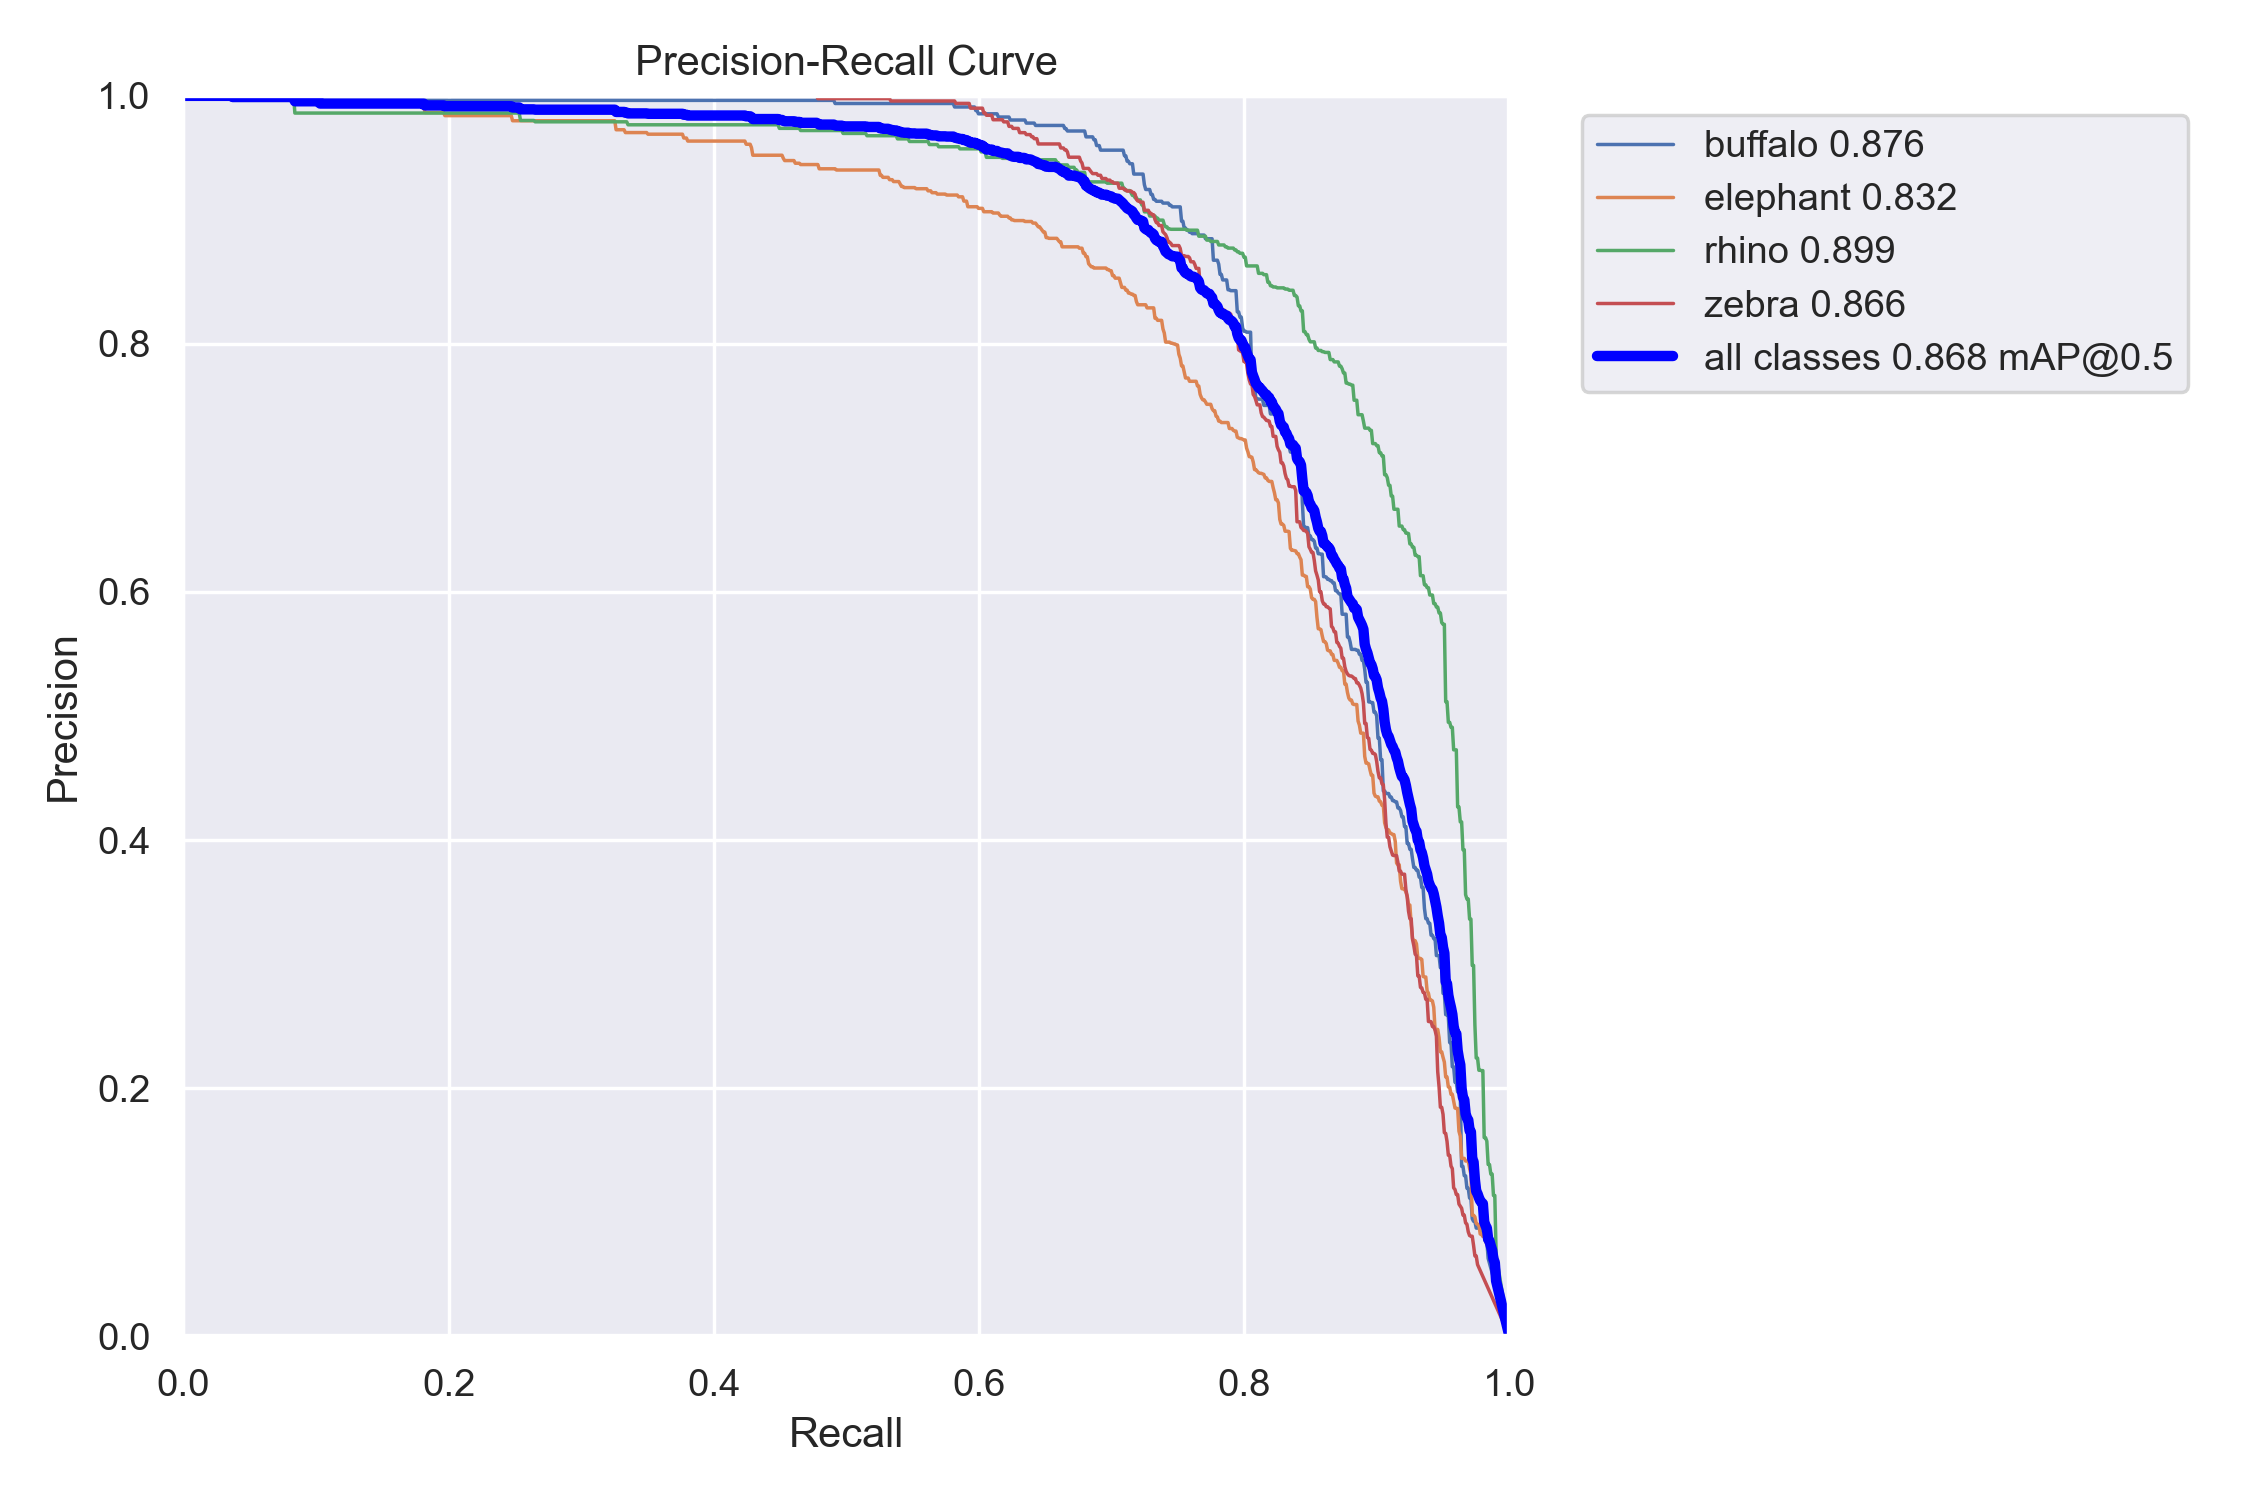 Precision-Recall Curve
1.0
0.8
0.6
0.4
0.2
0.0
Precision
0.0 0.2 0.4 0.6 0.8 1.0
Recall
buffalo 0.876
elephant 0.832
rhino 0.899
zebra 0.866
all classes 0.868 mAP@0.5